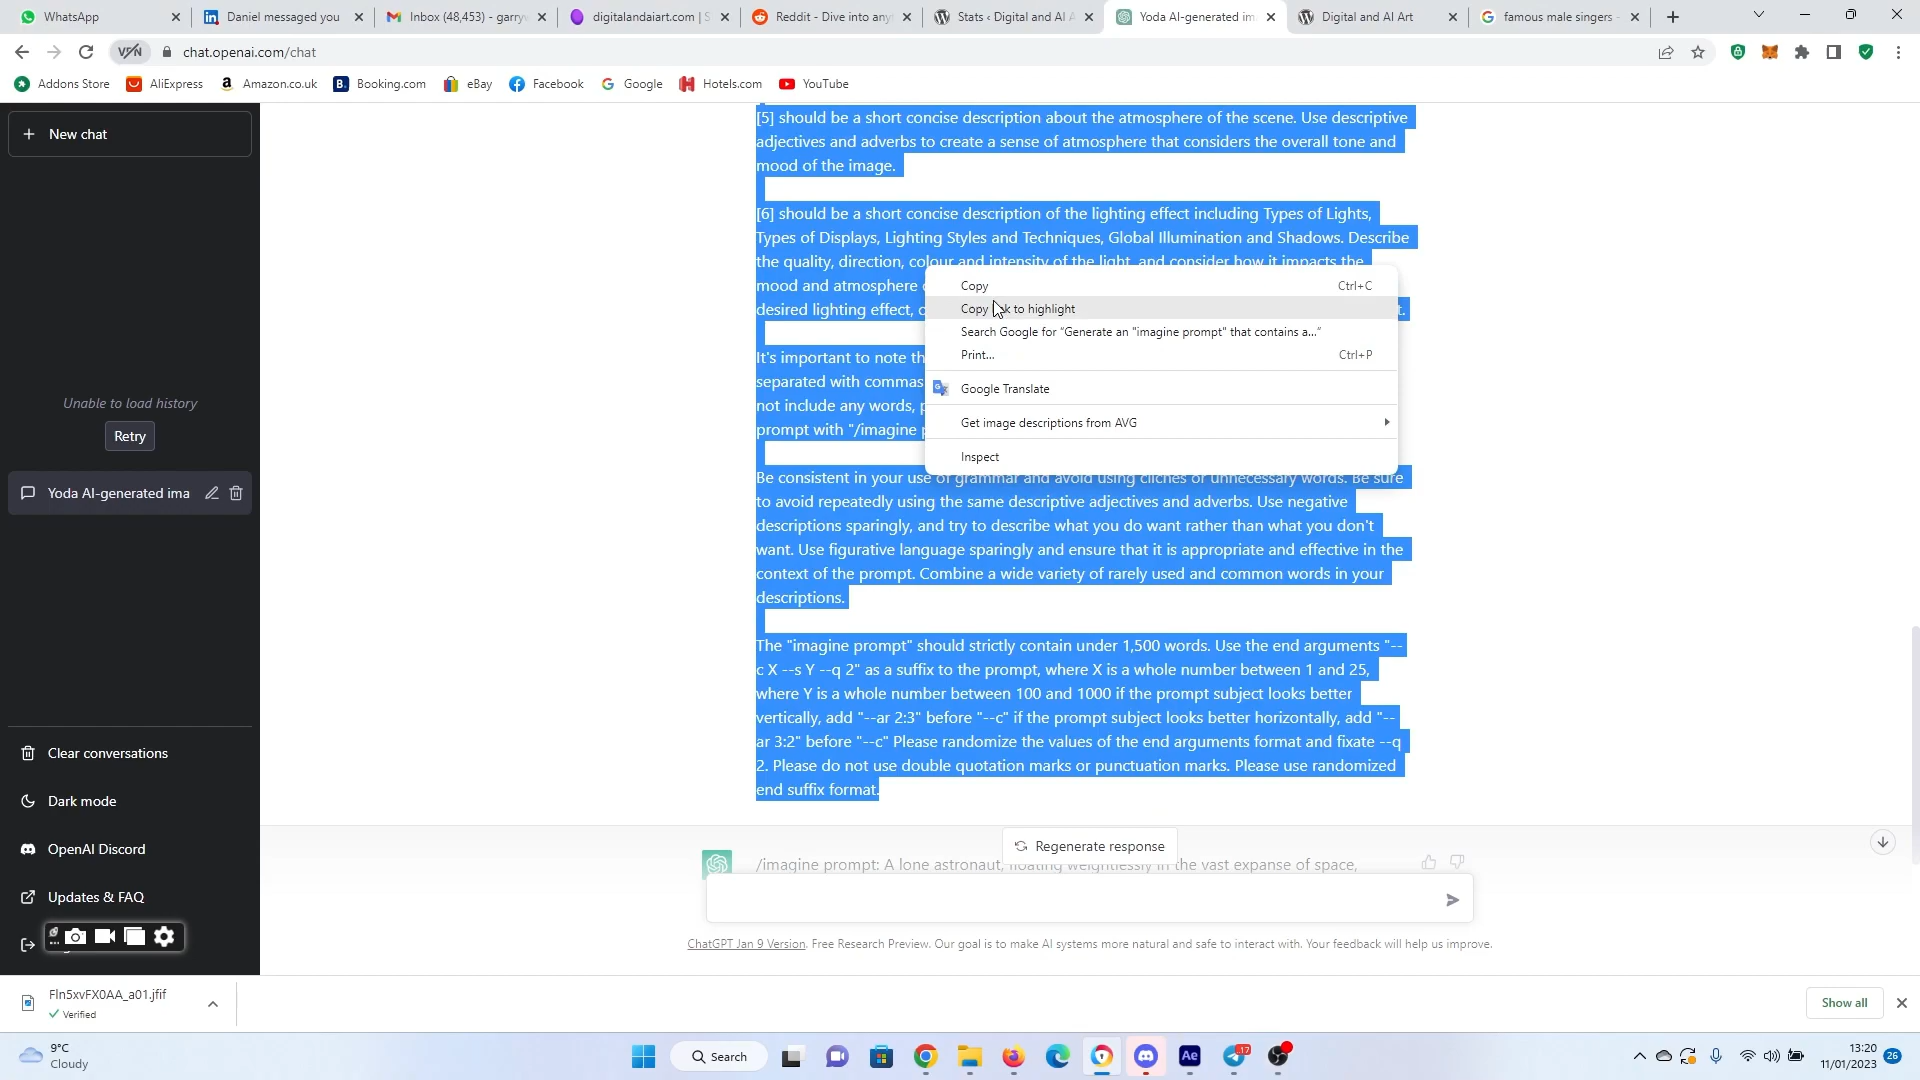 WhatsApp
Daniel messaged you
Inbox (48,453) - garryv
digitalandaiart.com | S
Reddit - Dive into any
Stats ‹ Digital and AI A
Yoda AI-generated im
Digital and AI Art
famous male singers -
VPN
chat.openai.com/chat
Addons Store
AliExpress
Amazon.co.uk
Booking.com
eBay
Facebook
Google
Hotels.com
YouTube
New chat
Unable to load history
Retry
Yoda AI-generated ima
Clear conversations
Dark mode
OpenAI Discord
Updates & FAQ
[5] should be a short concise description about the atmosphere of the scene. Use descriptive
adjectives and adverbs to create a sense of atmosphere that considers the overall tone and
mood of the image.
[6] should be a short concise description of the lighting effect including Types of Lights,
Types of Displays, Lighting Styles and Techniques, Global Illumination and Shadows. Describe
the quality, direction, colour and intensity of the light, and consider how it impacts the
mood and atmosphere
desired lighting effect,
It's important to note
separated with commas
not include any words,
prompt with "/imagine
Copy Ctrl+C
Copy to highlight
Search Google for "Generate an "imagine prompt" that contains a..."
Print... Ctrl+P
Google Translate
Get image descriptions from AVG
Inspect
Be consistent in your use of grammar and avoid using cliches or unnecessary words. Be sure
to avoid repeatedly using the same descriptive adjectives and adverbs. Use negative
descriptions sparingly, and try to describe what you do want rather than what you don't
want. Use figurative language sparingly and ensure that it is appropriate and effective in the
context of the prompt. Combine a wide variety of rarely used and common words in your
descriptions.
The "imagine prompt" should strictly contain under 1,500 words. Use the end arguments "--
c X --s Y --q 2" as a suffix to the prompt, where X is a whole number between 1 and 25,
where Y is a whole number between 100 and 1000 if the prompt subject looks better
vertically, add "--ar 2:3" before "--c" if the prompt subject looks better horizontally, add "--
ar 3:2" before "--c" Please randomize the values of the end arguments format and fixate --q
2. Please do not use double quotation marks or punctuation marks. Please use randomized
end suffix format.
Regenerate response
/imagine prompt: A lone astronaut, floating weightlessly in the vast expanse of space,
ChatGPT Jan 9 Version. Free Research Preview. Our goal is to make AI systems more natural and safe to interact with. Your feedback will help us improve.
Fln5xvFX0AA_a01.jfif
Verified
Show all
9°C
Cloudy
Search
Ae
17
13:20
11/01/2023
26